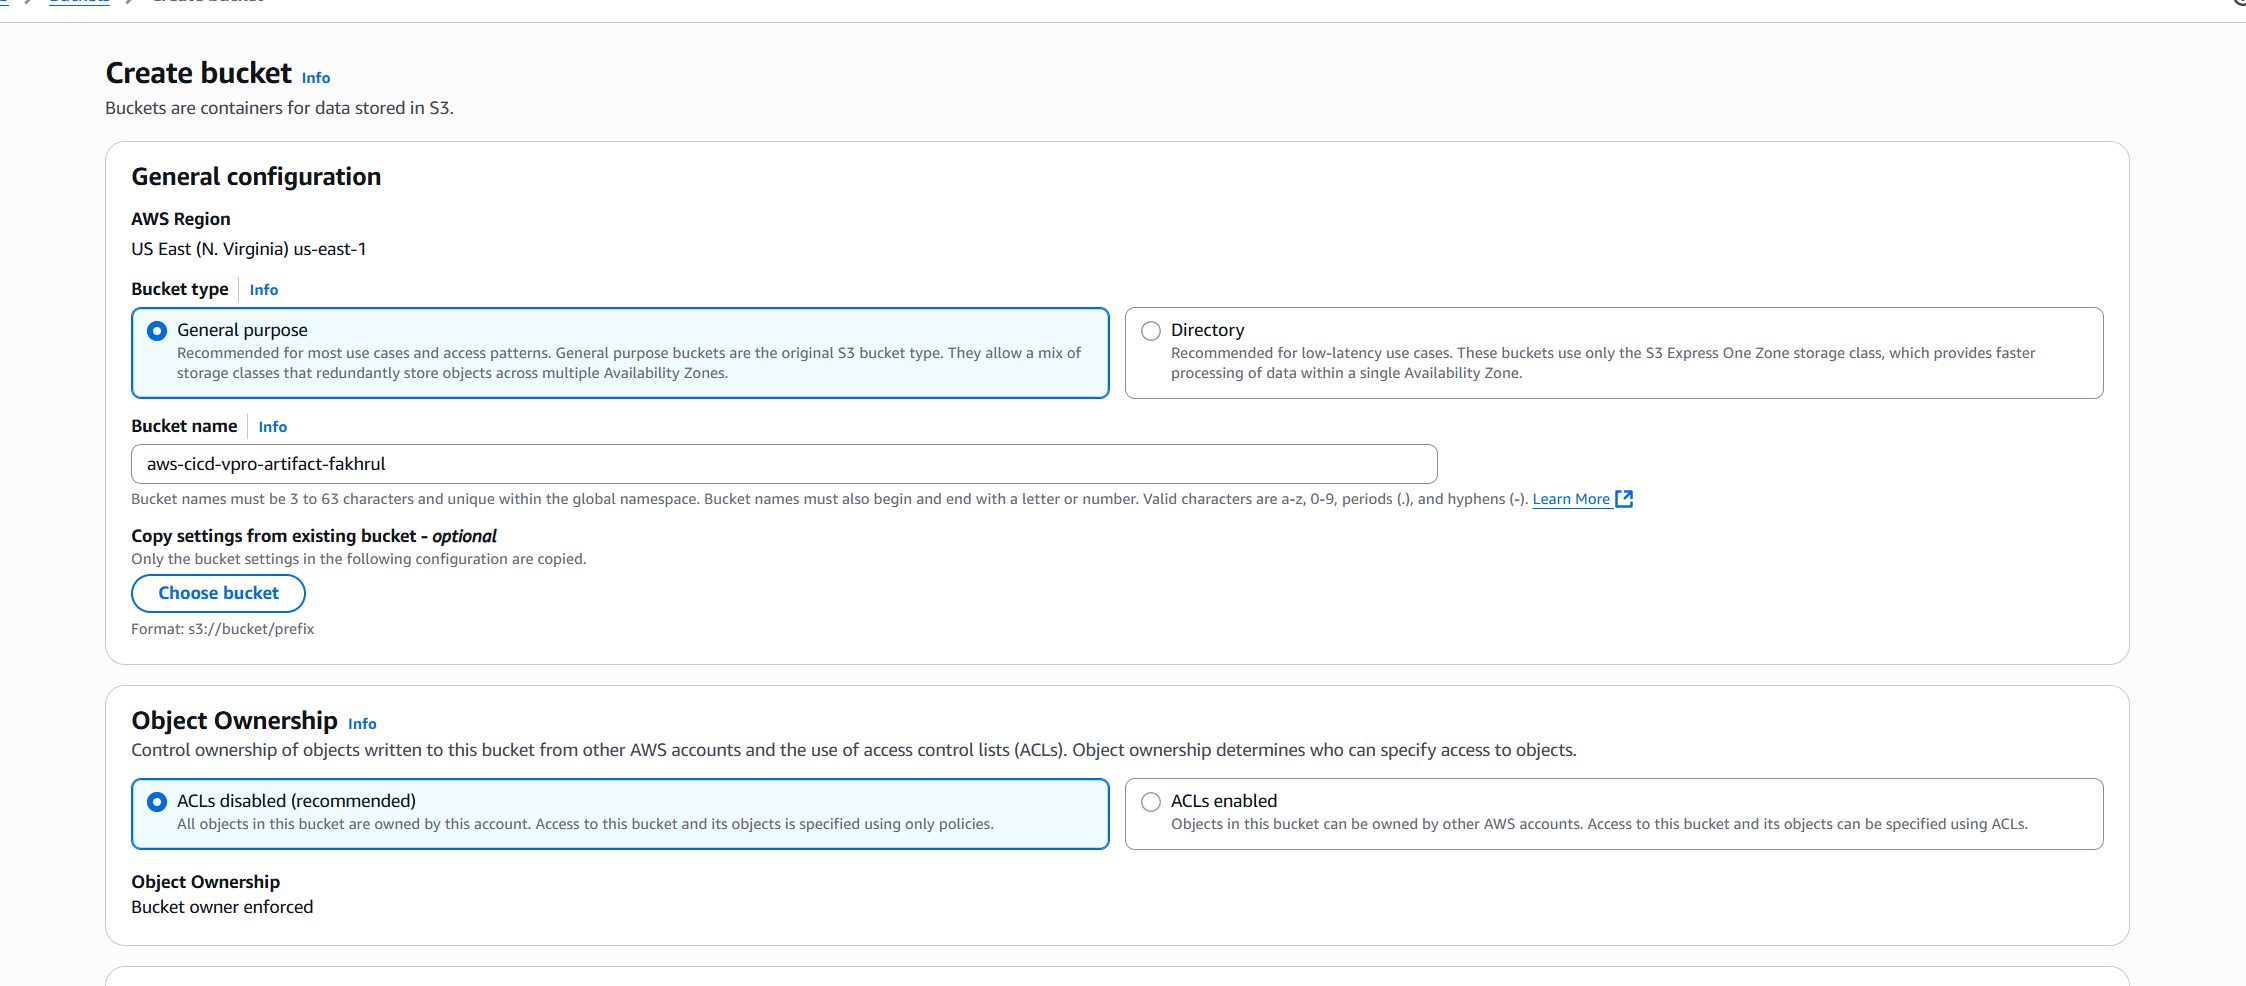 Create bucket Info
Buckets are containers for data stored in S3.
General configuration
AWS Region
US East (N. Virginia) us-east-1
Bucket type Info
General purpose
Recommended for most use cases and access patterns. General purpose buckets are the original S3 bucket type. They allow a mix of
storage classes that redundantly store objects across multiple Availability Zones.
Directory
Recommended for low-latency use cases. These buckets use only the S3 Express One Zone storage class, which provides faster
processing of data within a single Availability Zone.
Bucket name Info
aws-cicd-vpro-artifact-fakhrul
Bucket names must be 3 to 63 characters and unique within the global namespace. Bucket names must also begin and end with a letter or number. Valid characters are a-z, 0-9, periods (.), and hyphens (-). Learn More
Copy settings from existing bucket - optional
Only the bucket settings in the following configuration are copied.
Choose bucket
Format: s3://bucket/prefix
Object Ownership Info
Control ownership of objects written to this bucket from other AWS accounts and the use of access control lists (ACLs). Object ownership determines who can specify access to objects.
ACLs disabled (recommended)
All objects in this bucket are owned by this account. Access to this bucket and its objects is specified using only policies.
ACLs enabled
Objects in this bucket can be owned by other AWS accounts. Access to this bucket and its objects can be specified using ACLs.
Object Ownership
Bucket owner enforced